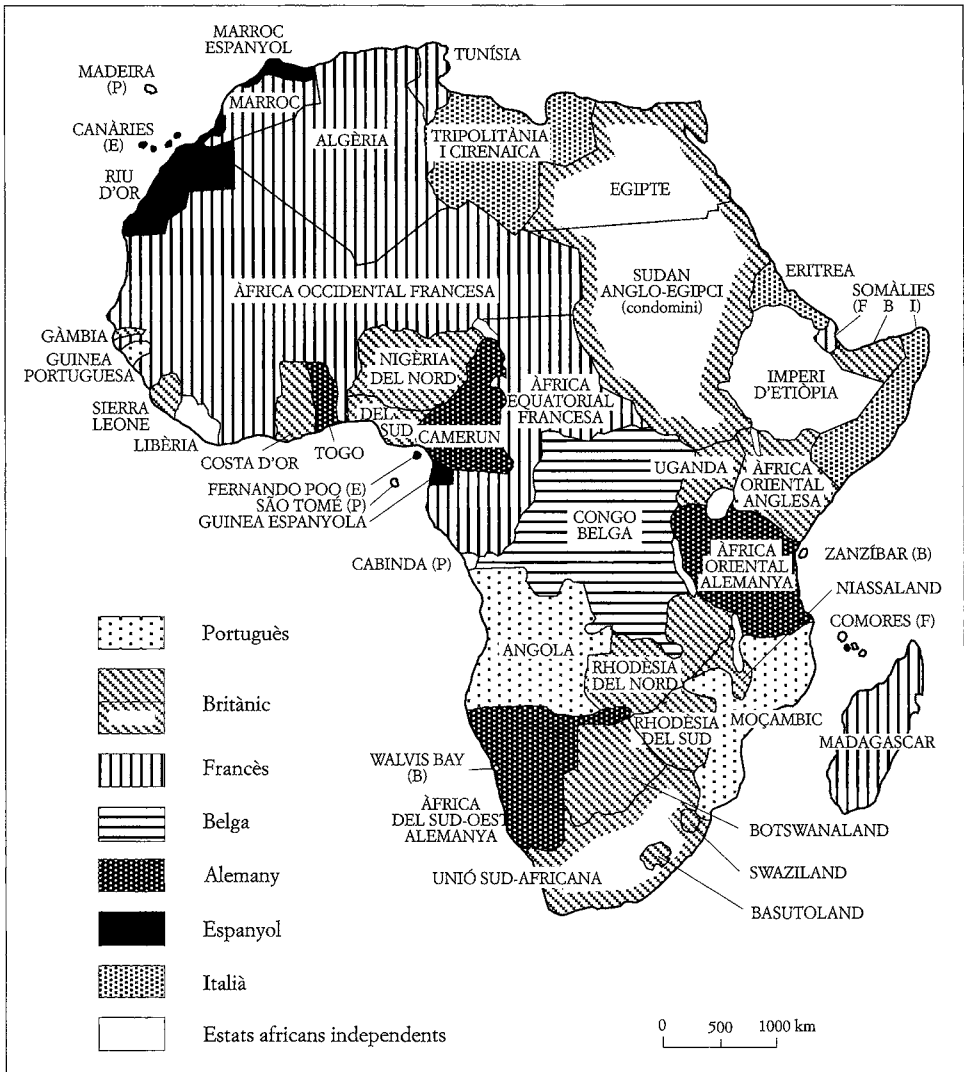 MARROC
ESPANYOL
TUNÍSIA
MADEIRA
(P)
MARROC
CANÀRIES
(E)
ALGÈRIA
TRIPOLITÀNIA
I CIRENAICA
RIU
D'OR
EGIPTE
ÀFRICA OCCIDENTAL FRANCESA
SUDAN
ANGLO-EGIPCI
(condomini)
ERITREA
SOMÀLIES
(F B I)
GÀMBIA
GUINEA
PORTUGUESA
NIGÈRIA
DEL NORD
IMPERI
D'ETIÒPIA
SIERRA
LEONE
ÀFRICA
EQUATORIAL
FRANCESA
DEL
SUD
LIBÈRIA
CAMERUN
COSTA D'OR
TOGO
UGANDA
ÀFRICA
ORIENTAL
ANGLESA
FERNANDO POO (E)
SÃO TOMÉ (P)
GUINEA ESPANYOLA
CONGO
BELGA
CABINDA (P)
ÀFRICA
ORIENTAL
ALEMANYA
ZANZÍBAR (B)
NIASSALAND
COMORES (F)
ANGOLA
RHODÈSIA
DEL NORD
RHODÈSIA
DEL SUD
MOÇAMBIC
MADAGASCAR
WALVIS BAY
(B)
ÀFRICA
DEL SUD-OEST
ALEMANYA
BOTSWANALAND
UNIÓ SUD-AFRICANA
SWAZILAND
BASUTOLAND
Portuguès
Britànic
Francès
Belga
Alemany
Espanyol
Italià
Estats africans independents
0 500 1000 km